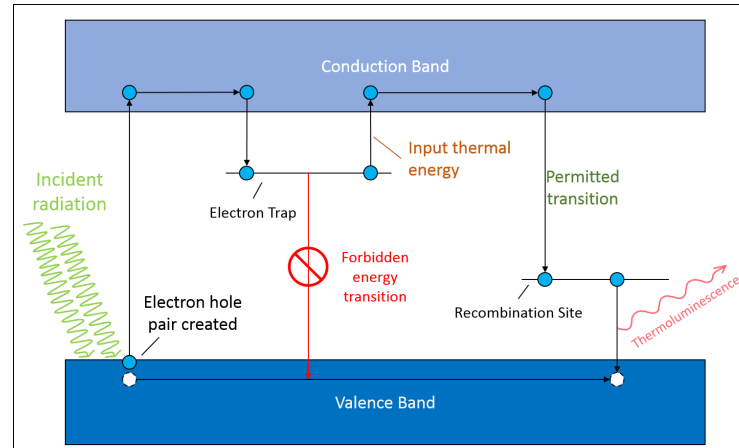 Conduction Band
Input thermal
energy
Incident
radiation
Electron Trap
Permitted
transition
Forbidden
energy
transition
Electron hole
pair created
Recombination Site
Thermoluminescence
Valence Band